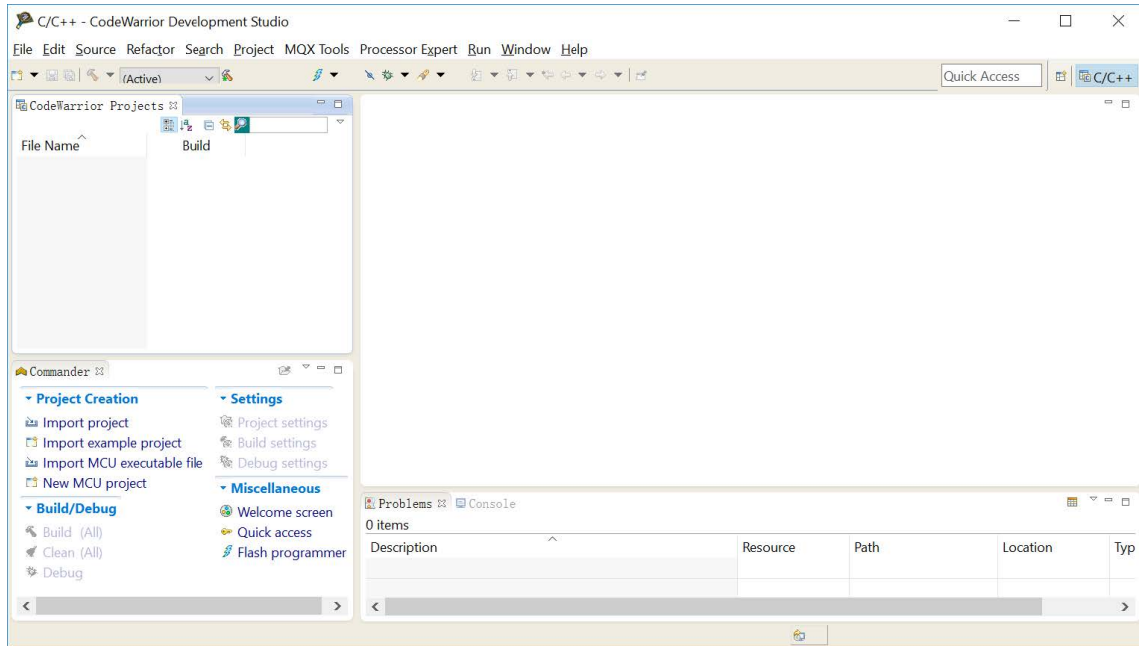 C/C++ - CodeWarrior Development Studio
File Edit Source Refactor Search Project MQX Tools Processor Expert Run Window Help
(Active) Quick Access C/C++
CodeWarrior Projects
File Name Build
Commander
Project Creation Settings
Import project Project settings
Import example project Build settings
Import MCU executable file Debug settings
New MCU project Miscellaneous
Build/Debug Welcome screen
Build (All) Quick access
Clean (All) Flash programmer
Debug
Problems Console
0 items
Description Resource Path Location Typ